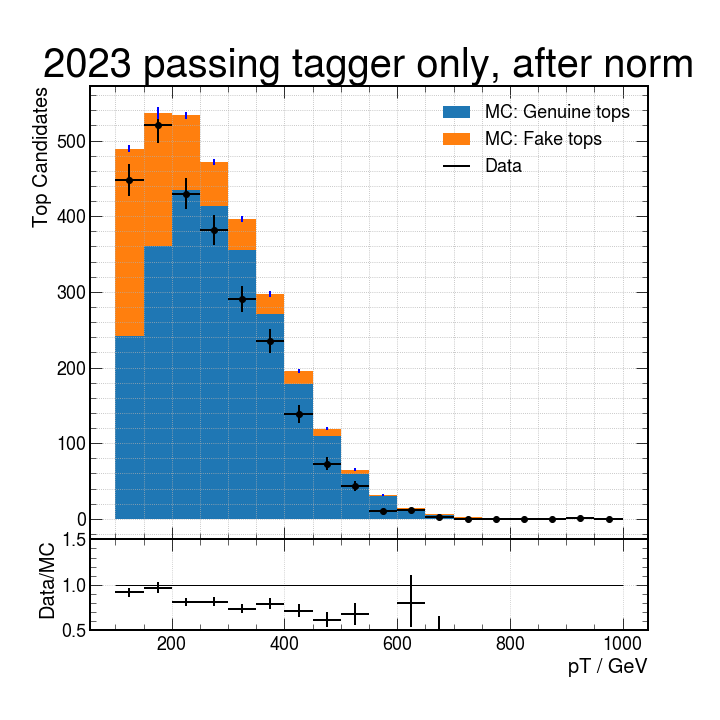 2023 passing tagger only, after norm
Top Candidates
500
400
300
200
100
0
MC: Genuine tops
MC: Fake tops
Data
Data/MC
1.5
1.0
0.5
200
400
600
800
1000
pT / GeV